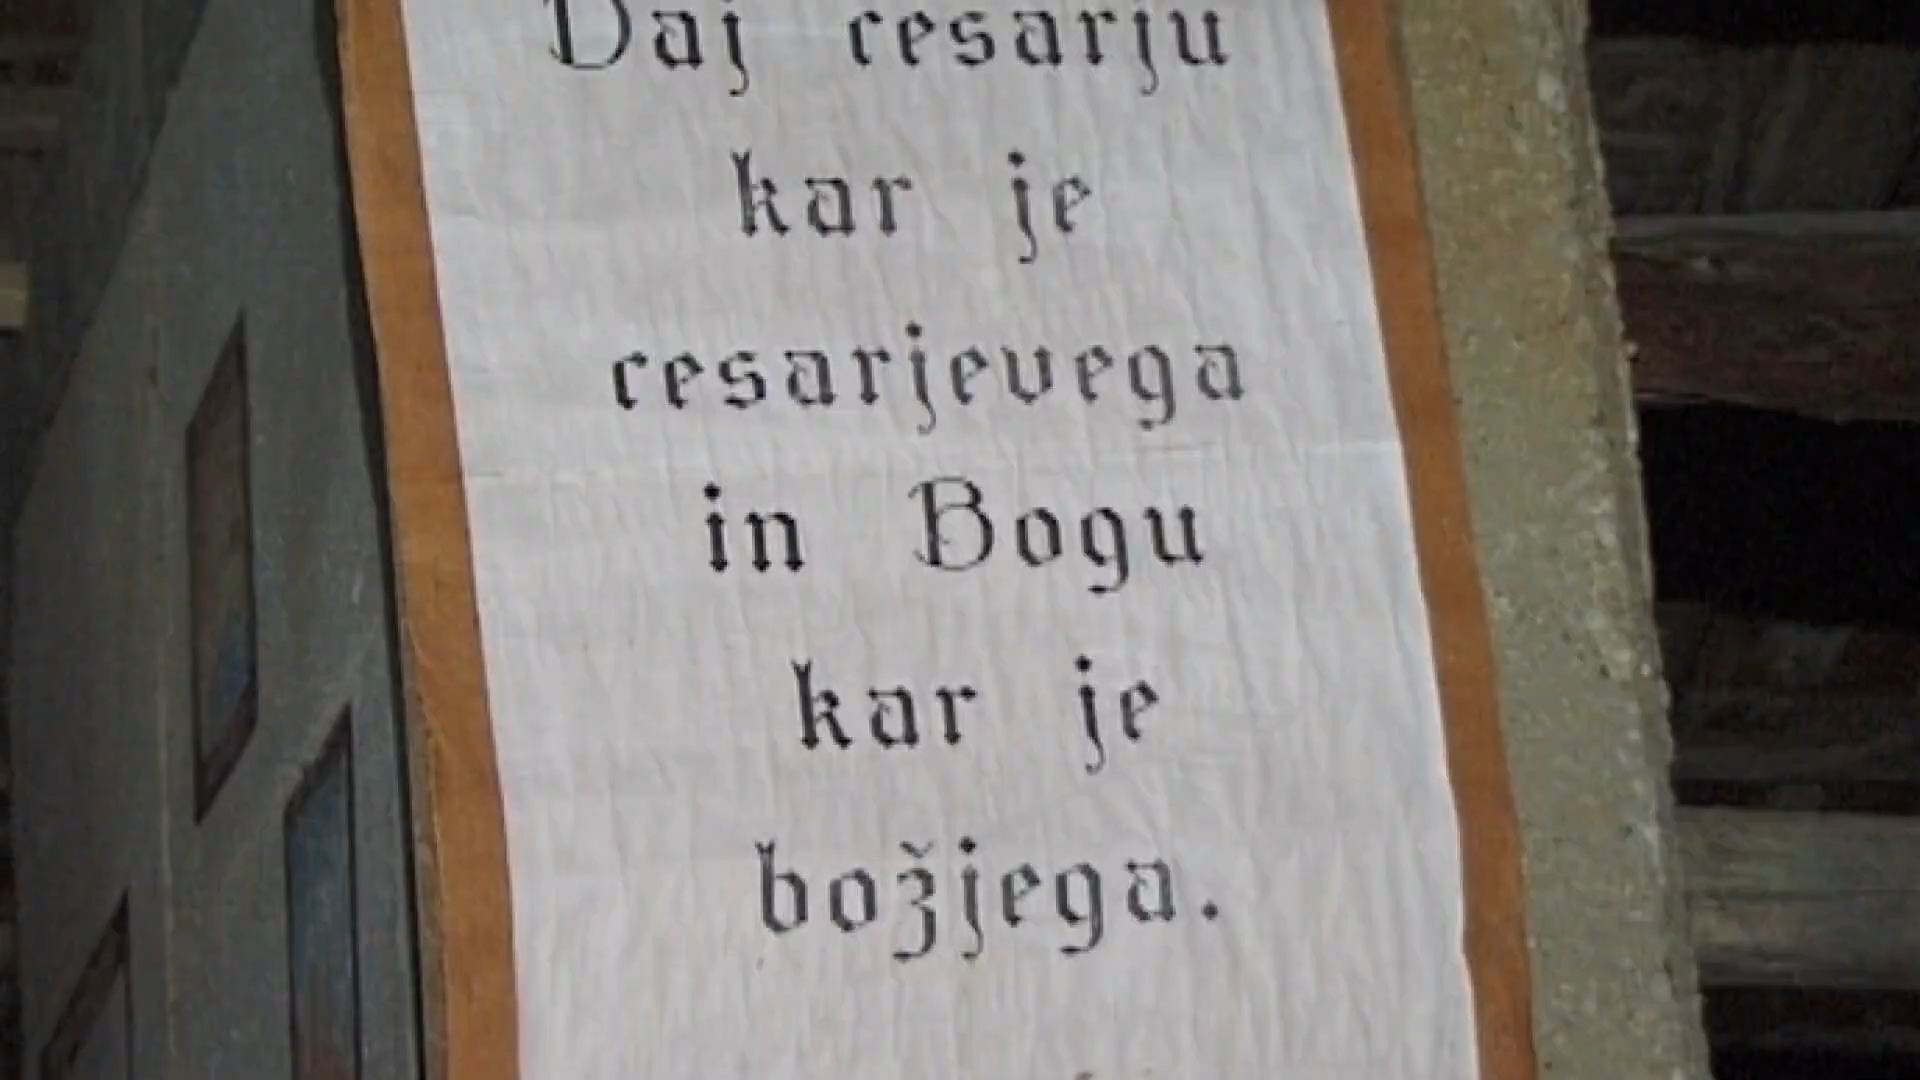 Daj cesarju
kar je
cesarjevega
in Bogu
kar je
božjega.